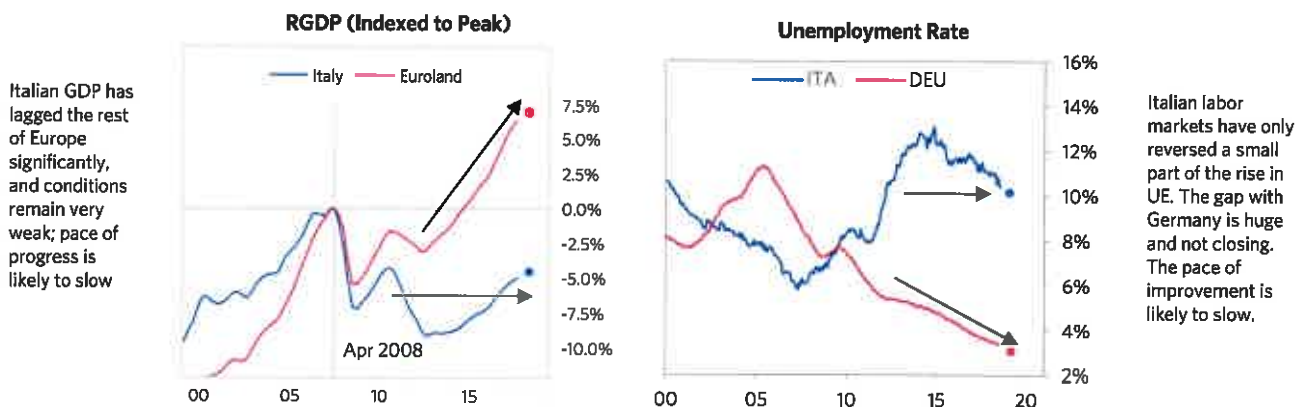 RGDP (Indexed to Peak)
Italian GDP has
lagged the rest
of Europe
significantly,
and conditions
remain very
weak; pace of
progress is
likely to slow
Italy
Euroland
7.5%
5.0%
2.5%
0.0%
-2.5%
-5.0%
-7.5%
-10.0%
Apr 2008
00
05
10
15
Unemployment Rate
ITA
DEU
16%
14%
12%
10%
8%
6%
4%
2%
00
05
10
15
20
Italian labor
markets have only
reversed a small
part of the rise in
UE. The gap with
Germany is huge
and not closing.
The pace of
improvement is
likely to slow.